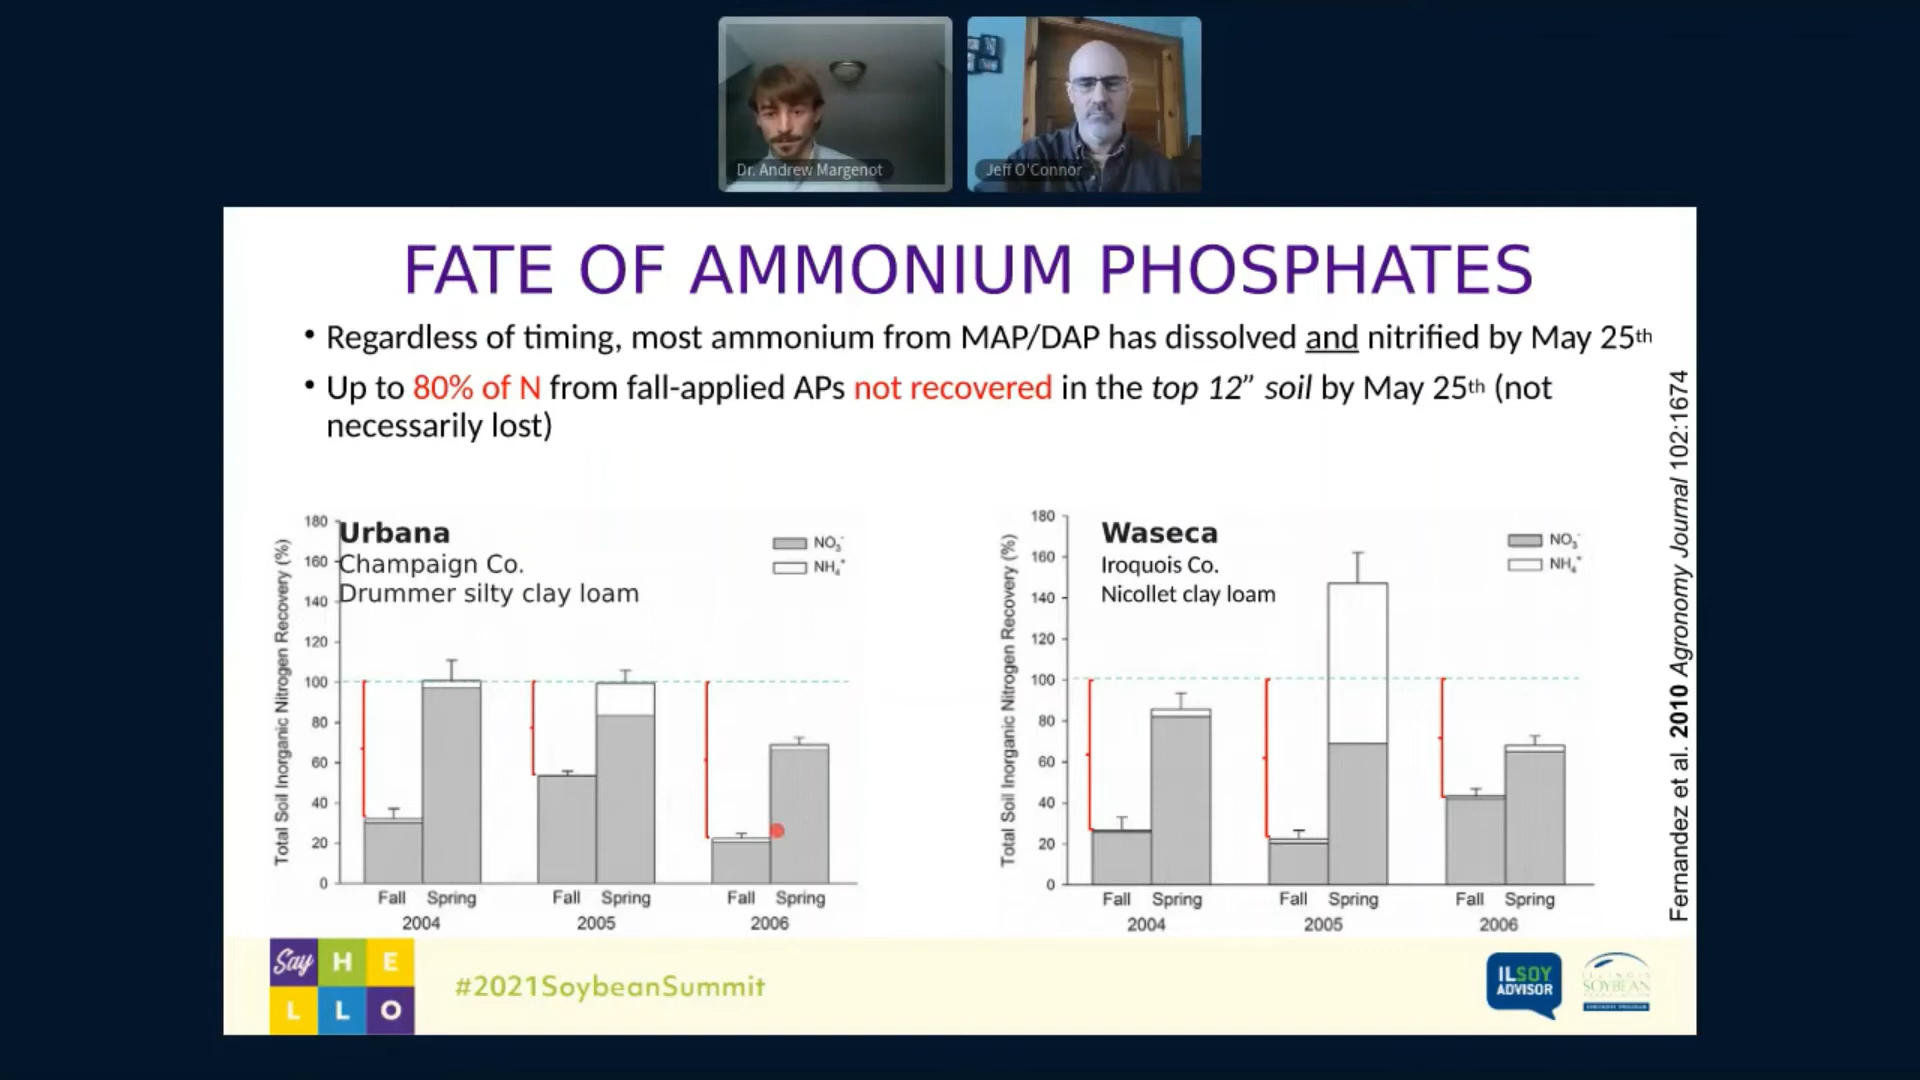 Dr. Andrew Margenot
Jeff O'Connor
FATE OF AMMONIUM PHOSPHATES
• Regardless of timing, most ammonium from MAP/DAP has dissolved and nitrified by May 25th
• Up to 80% of N from fall-applied APs not recovered in the top 12” soil by May 25th (not
necessarily lost)
Urbana
Champaign Co.
Drummer silty clay loam
NO3-
NH4+
Total Soil Inorganic Nitrogen Recovery (%)
180
160
140
120
100
80
60
40
20
0
Fall Spring Fall Spring Fall Spring
2004 2005 2006
Waseca
Iroquois Co.
Nicollet clay loam
NO3-
NH4+
Total Soil Inorganic Nitrogen Recovery (%)
180
160
140
120
100
80
60
40
20
0
Fall Spring Fall Spring Fall Spring
2004 2005 2006
Fernandez et al. 2010 Agronomy Journal 102:1674
Say H E
L L O
#2021SoybeanSummit
ILSOY
ADVISOR
ILLINOIS
SOYBEAN